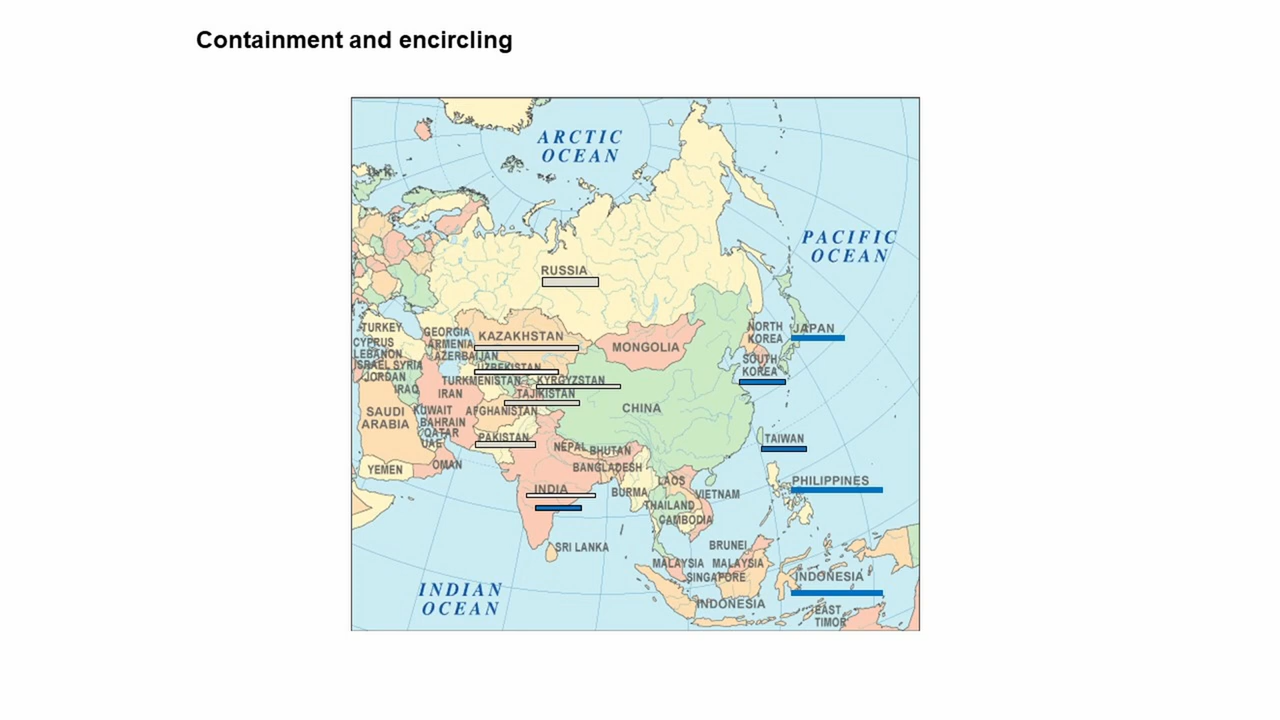 Containment and encircling
ARCTIC
OCEAN
PACIFIC
OCEAN
RUSSIA
TURKEY
GEORGIA
KAZAKHSTAN
NORTH
KOREA
JAPAN
CYPRUS
ARMENIA
MONGOLIA
LEBANON
AZERBAIJAN
SOUTH
KOREA
ISRAEL SYRIA
UZBEKISTAN
JORDAN
TURKMENISTAN
KYRGYZSTAN
IRAQ
IRAN
TAJIKISTAN
SAUDI
ARABIA
KUWAIT
AFGHANISTAN
CHINA
BAHRAIN
QATAR
UAE
PAKISTAN
TAIWAN
NEPAL
BHUTAN
YEMEN
OMAN
BANGLADESH
INDIA
BURMA
LAOS
VIETNAM
PHILIPPINES
THAILAND
CAMBODIA
SRI LANKA
BRUNEI
MALAYSIA
MALAYSIA
SINGAPORE
INDONESIA
INDIAN
OCEAN
INDONESIA
EAST
TIMOR